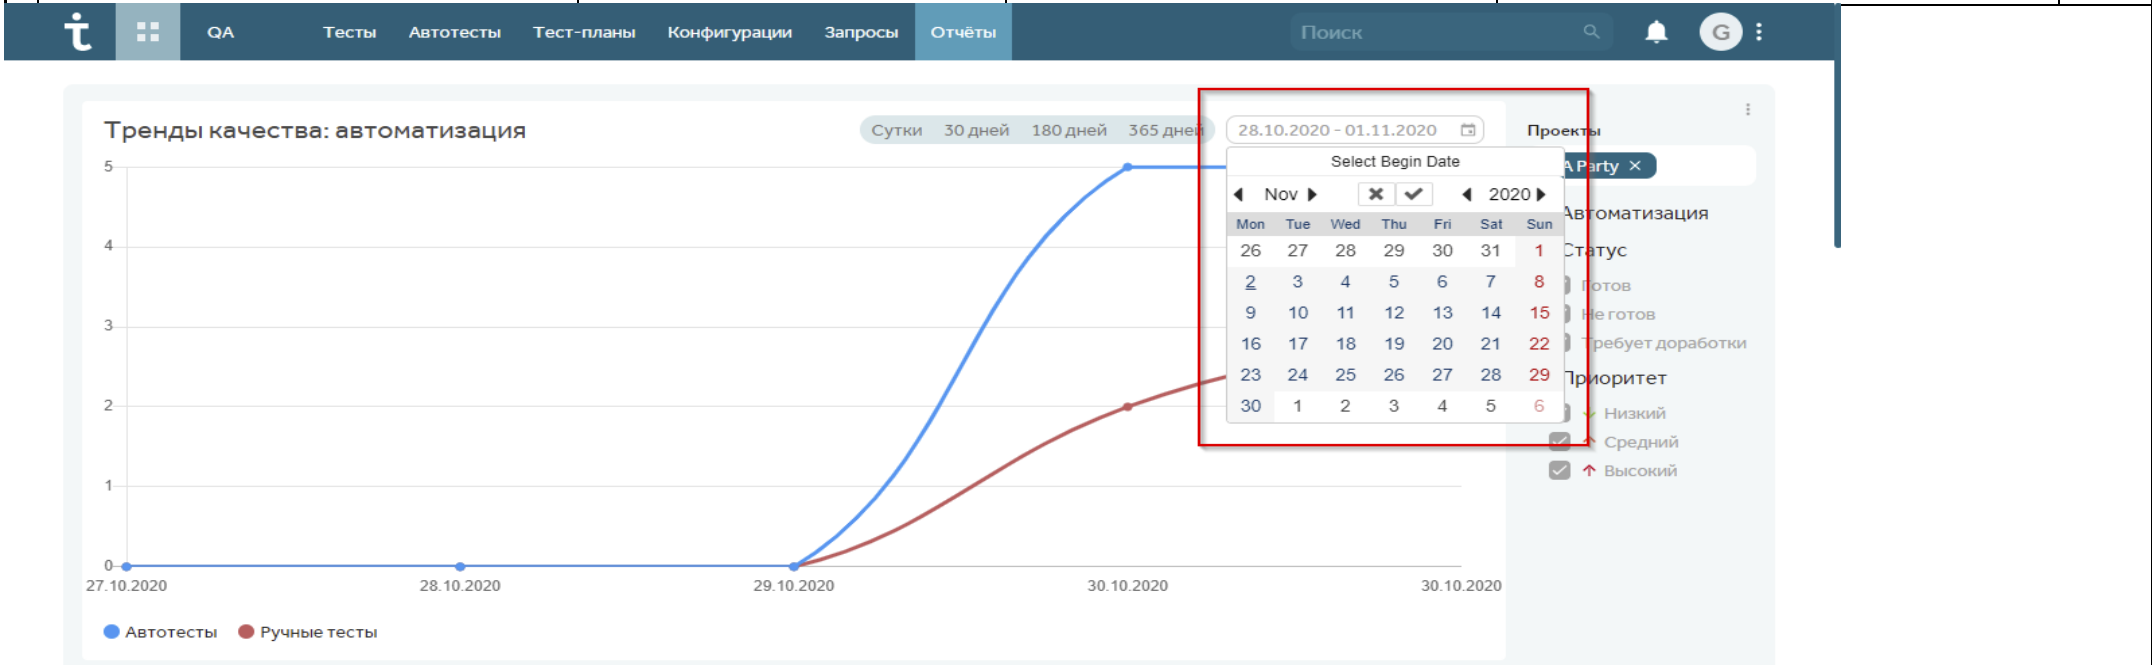 QA Тесты Автотесты Тест-планы Конфигурации Запросы Отчёты Поиск G
Тренды качества: автоматизация
Сутки 30 дней 180 дней 365 дней
28.10.2020 - 01.11.2020
Проекты
A Party ×
Select Begin Date
Nov 2020
Mon Tue Wed Thu Fri Sat Sun
26 27 28 29 30 31 1
2 3 4 5 6 7 8
9 10 11 12 13 14 15
16 17 18 19 20 21 22
23 24 25 26 27 28 29
30 1 2 3 4 5 6
Автоматизация
Статус
Готов
Не готов
Требует доработки
Приоритет
Низкий
Средний
Высокий
5
4
3
2
1
0
27.10.2020 28.10.2020 29.10.2020 30.10.2020 30.10.2020
Автотесты Ручные тесты